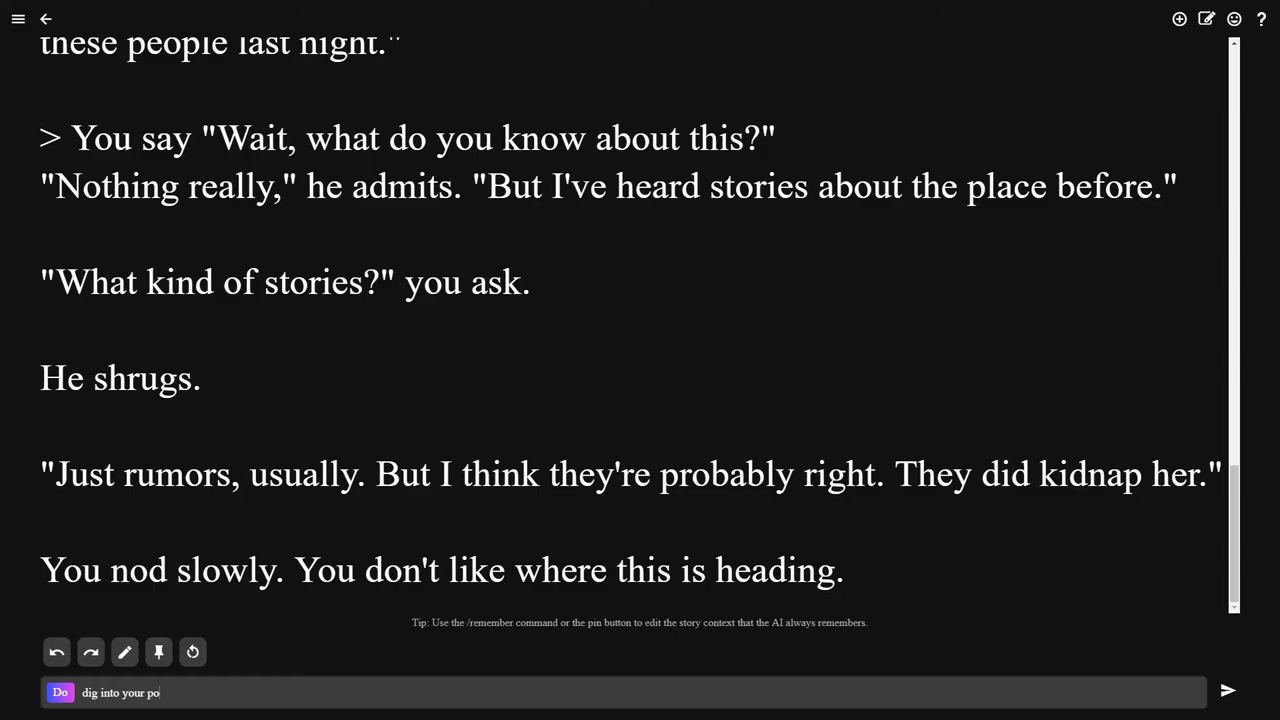 these people last night."
> You say "Wait, what do you know about this?"
"Nothing really," he admits. "But I've heard stories about the place before."
"What kind of stories?" you ask.
He shrugs.
"Just rumors, usually. But I think they're probably right. They did kidnap her."
You nod slowly. You don't like where this is heading.
Tip: Use the /remember command or the pin button to edit the story context that the AI always remembers.
Do dig into your po